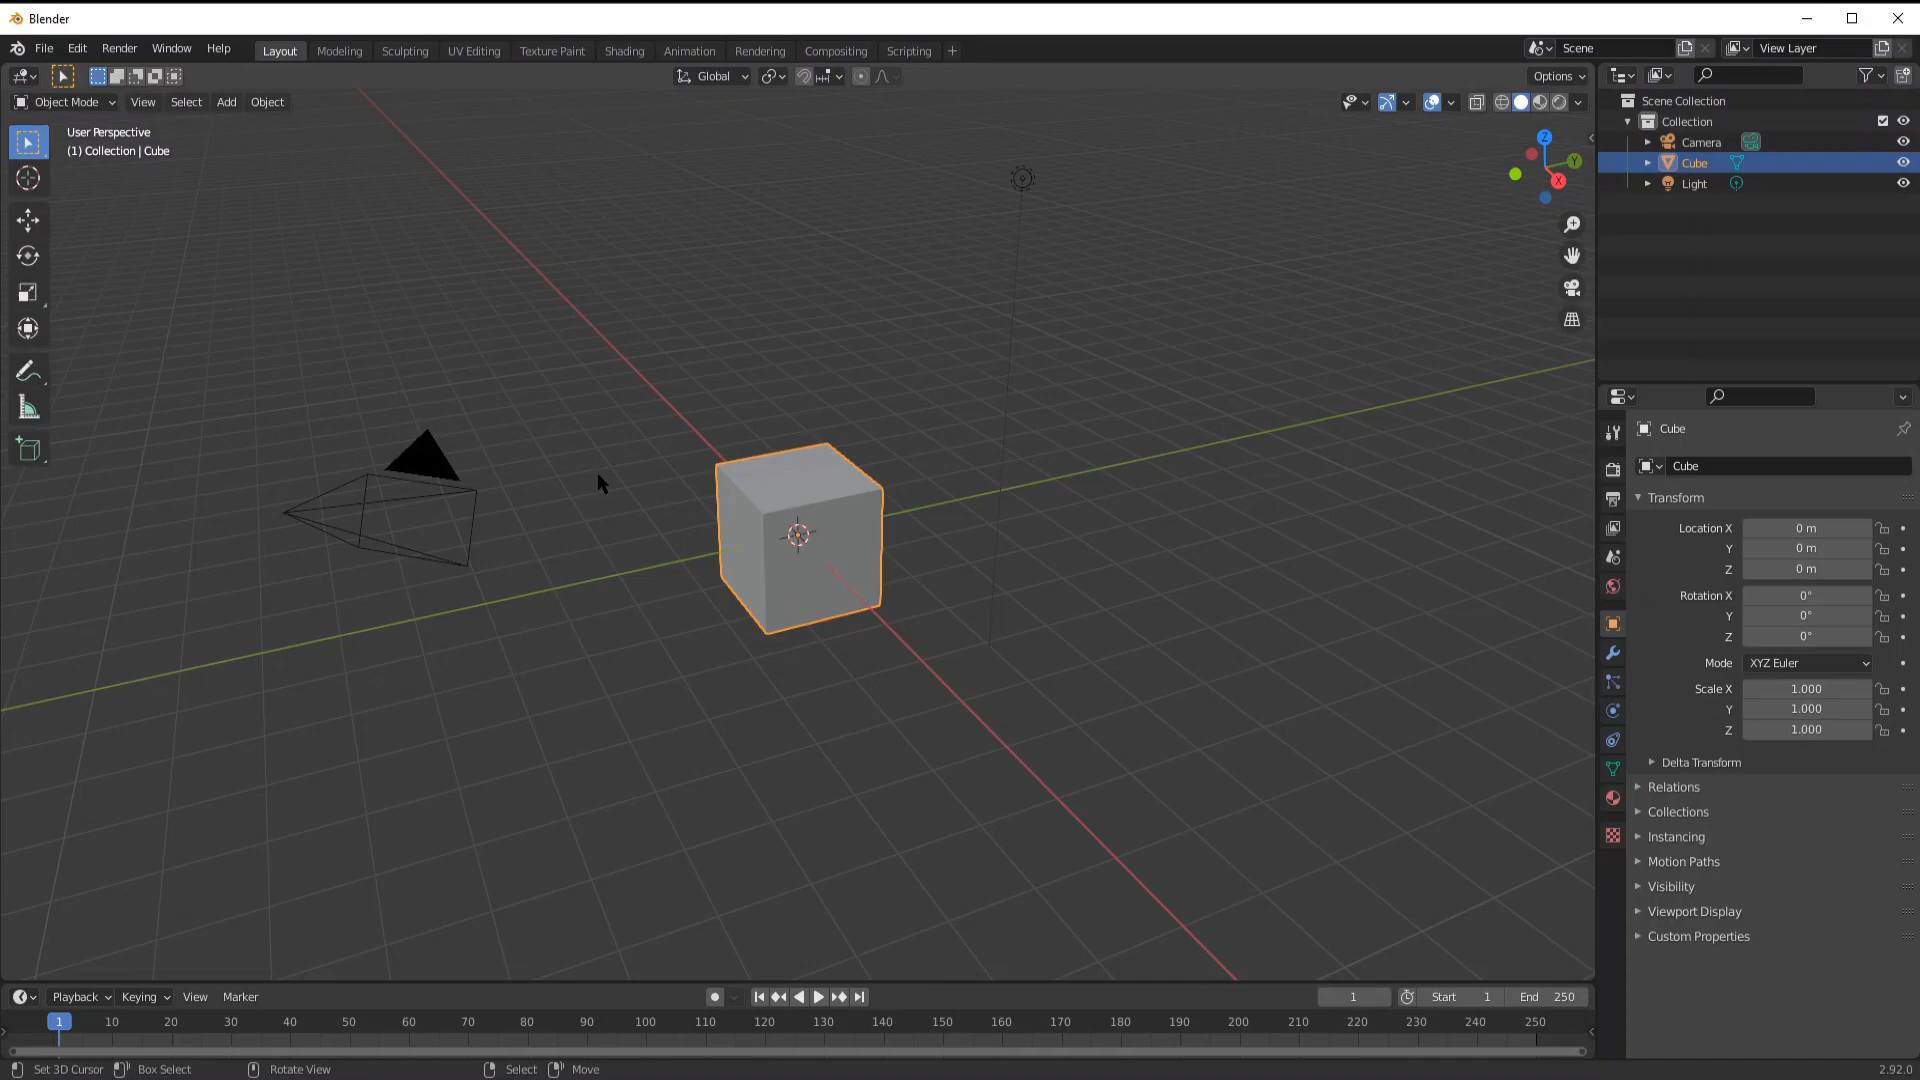 Blender
File Edit Render Window Help Layout Modeling Sculpting UV Editing Texture Paint Shading Animation Rendering Compositing Scripting + Scene View Layer
Global Options
Object Mode View Select Add Object
User Perspective
(1) Collection | Cube
Z
Y
X
Scene Collection
Collection
Camera
Cube
Light
Cube
Cube
Transform
Location X 0 m
Y 0 m
Z 0 m
Rotation X 0°
Y 0°
Z 0°
Mode XYZ Euler
Scale X 1.000
Y 1.000
Z 1.000
Delta Transform
Relations
Collections
Instancing
Motion Paths
Visibility
Viewport Display
Custom Properties
Playback Keying View Marker 1 Start 1 End 250
1 10 20 30 40 50 60 70 80 90 100 110 120 130 140 150 160 170 180 190 200 210 220 230 240 250
Set 3D Cursor Box Select Rotate View Select Move 2.92.0